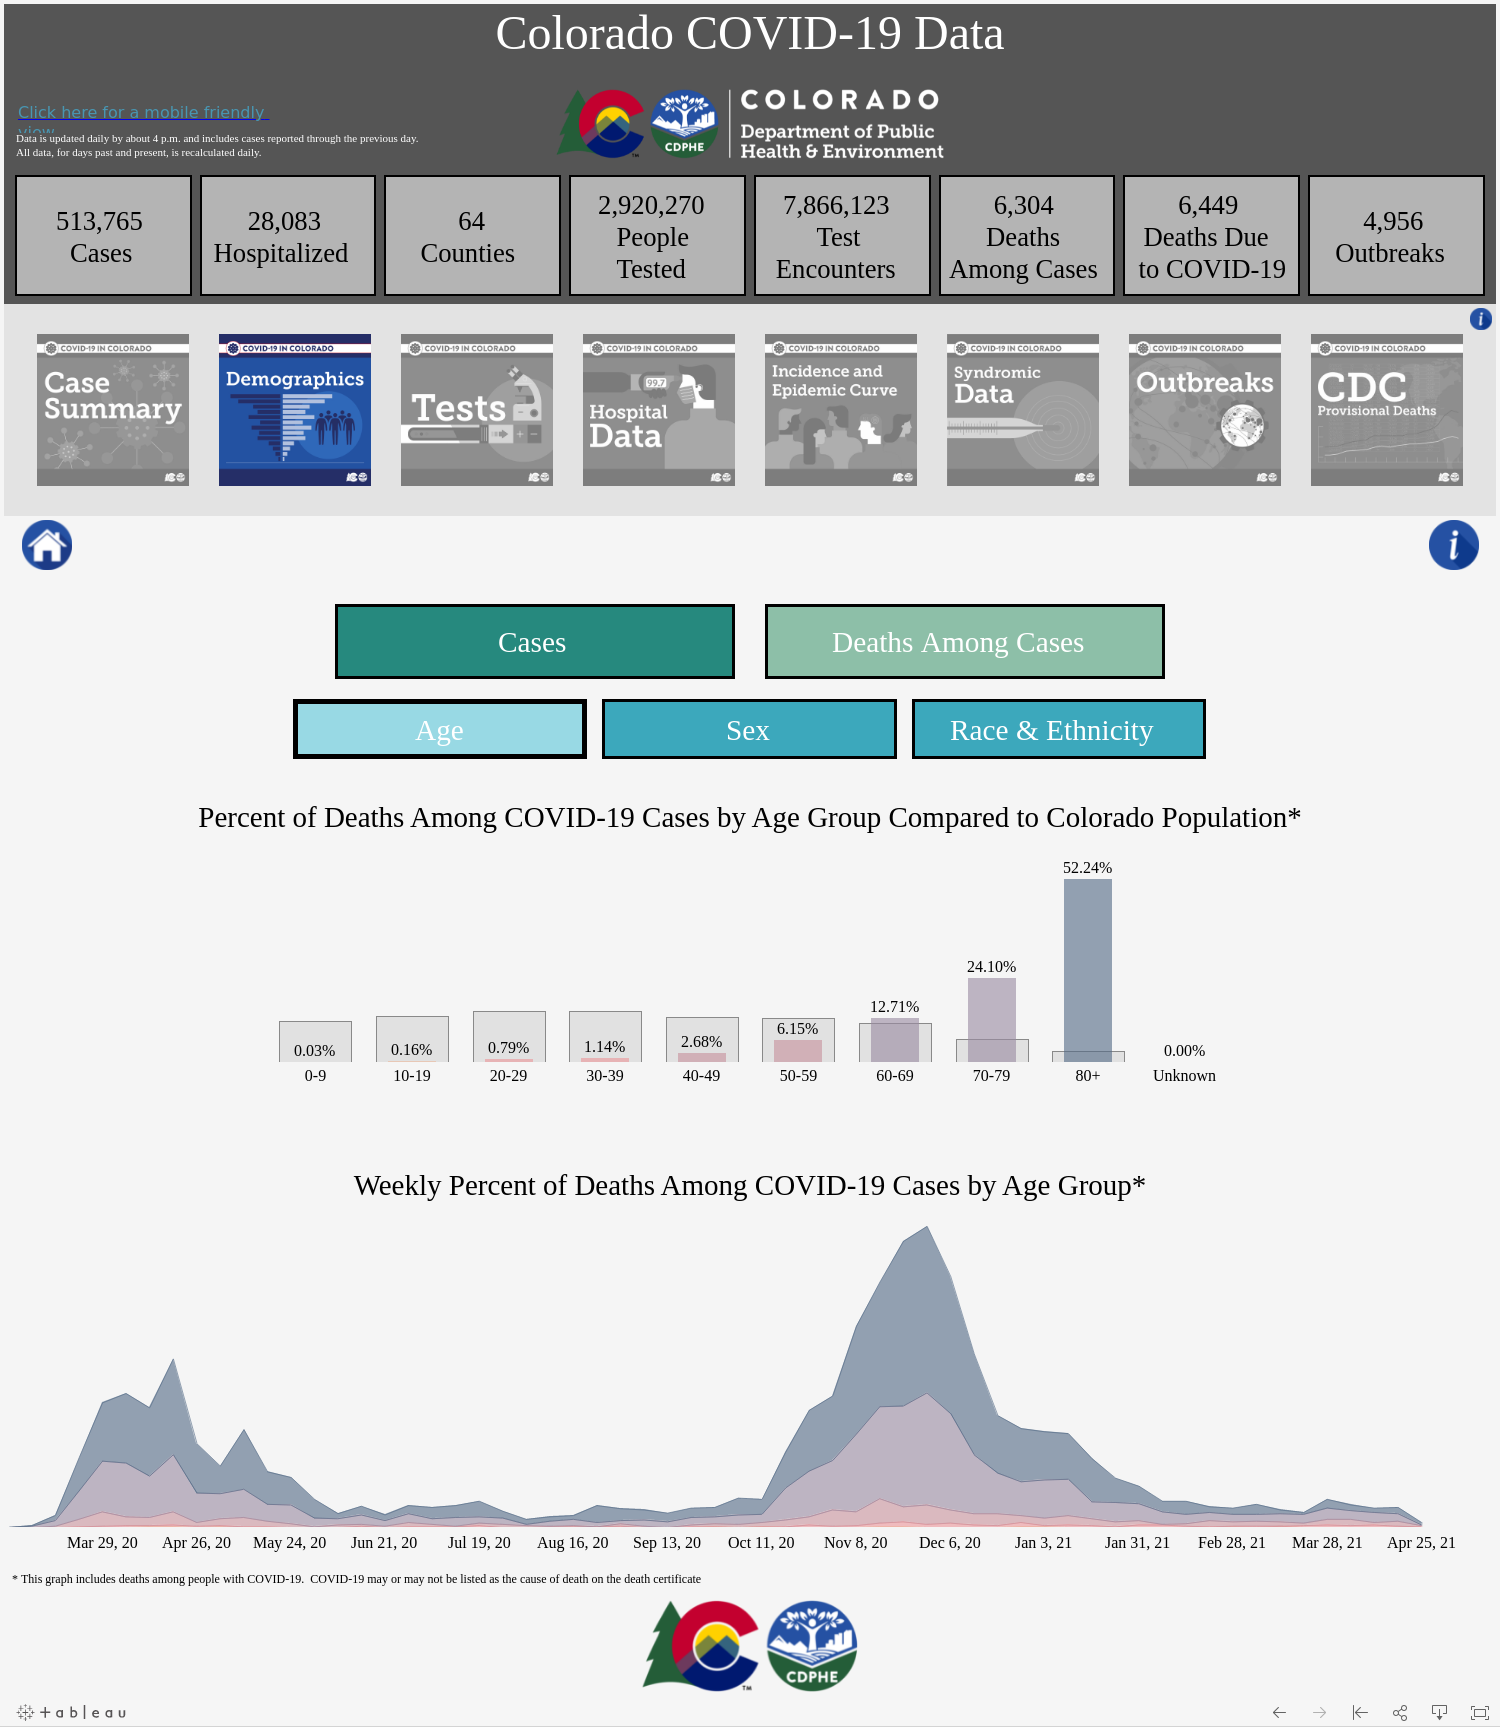 Colorado COVID-19 Data
Click here for a mobile friendly
view
Data is updated daily by about 4 p.m. and includes cases reported through the previous day.
All data, for days past and present, is recalculated daily.
CDPHE
TM
COLORADO
Department of Public
Health & Environment
513,765
Cases
28,083
Hospitalized
64
Counties
2,920,270
People
Tested
7,866,123
Test
Encounters
6,304
Deaths
Among Cases
6,449
Deaths Due
to COVID-19
4,956
Outbreaks
i
COVID-19 IN COLORADO
Case
Summary
COVID-19 IN COLORADO
Demographics
COVID-19 IN COLORADO
Tests
COVID-19 IN COLORADO
99.7
Hospital
Data
COVID-19 IN COLORADO
Incidence and
Epidemic Curve
COVID-19 IN COLORADO
Syndromic
Data
COVID-19 IN COLORADO
Outbreaks
COVID-19 IN COLORADO
CDC
Provisional Deaths
i
Cases
Deaths Among Cases
Age
Sex
Race & Ethnicity
Percent of Deaths Among COVID-19 Cases by Age Group Compared to Colorado Population*
52.24%
24.10%
12.71%
6.15%
0.03% 0.16% 0.79% 1.14% 2.68% 0.00%
0-9 10-19 20-29 30-39 40-49 50-59 60-69 70-79 80+ Unknown
Weekly Percent of Deaths Among COVID-19 Cases by Age Group*
Mar 29, 20 Apr 26, 20 May 24, 20 Jun 21, 20 Jul 19, 20 Aug 16, 20 Sep 13, 20 Oct 11, 20 Nov 8, 20 Dec 6, 20 Jan 3, 21 Jan 31, 21 Feb 28, 21 Mar 28, 21 Apr 25, 21
* This graph includes deaths among people with COVID-19. COVID-19 may or may not be listed as the cause of death on the death certificate
TM
CDPHE
+ableau